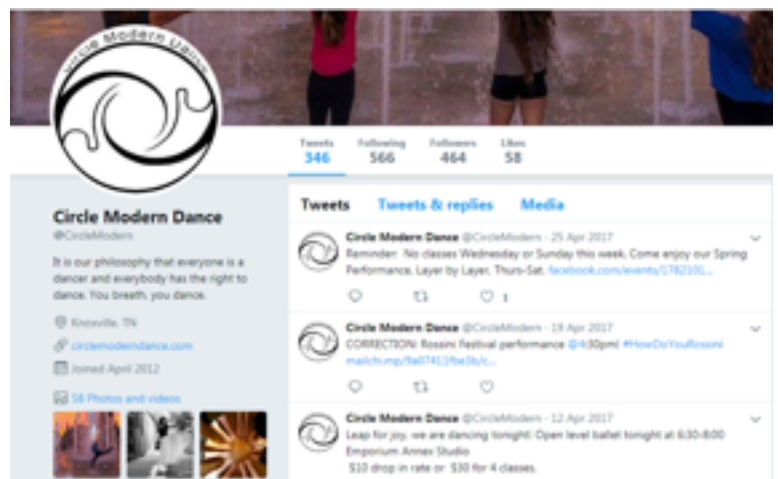 Circle Modern Dance
Tweets Following Followers Likes
346 566 464 58
Circle Modern Dance
@CircleModern
It is our philosophy that everyone is a
dancer and everybody has the right to
dance. You breath, you dance.
Knoxville, TN
circlemoderndance.com
Joined April 2012
58 Photos and videos
Tweets Tweets & replies Media
Circle Modern Dance @CircleModern · 25 Apr 2017
Reminder: No classes Wednesday or Sunday this week. Come enjoy our Spring
Performance, Layer by Layer, Thurs-Sat. facebook.com/events/1782101...
1
Circle Modern Dance @CircleModern · 19 Apr 2017
CORRECTION: Rossini Festival performance @4:30pm! #HowDoYouRossini
Circle Modern Dance @CircleModern · 12 Apr 2017
Leap for joy, we are dancing tonight! Open level ballet tonight at 6:30-8:00
Emporium Annex Studio
$10 drop in rate or $30 for 4 classes.